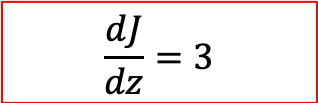 dJ/dz = 3